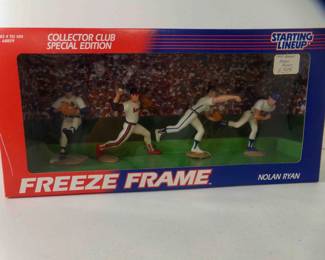 COLLECTOR CLUB
SPECIAL EDITION
STARTING
LINEUP
FREEZE FRAME
NOLAN RYAN